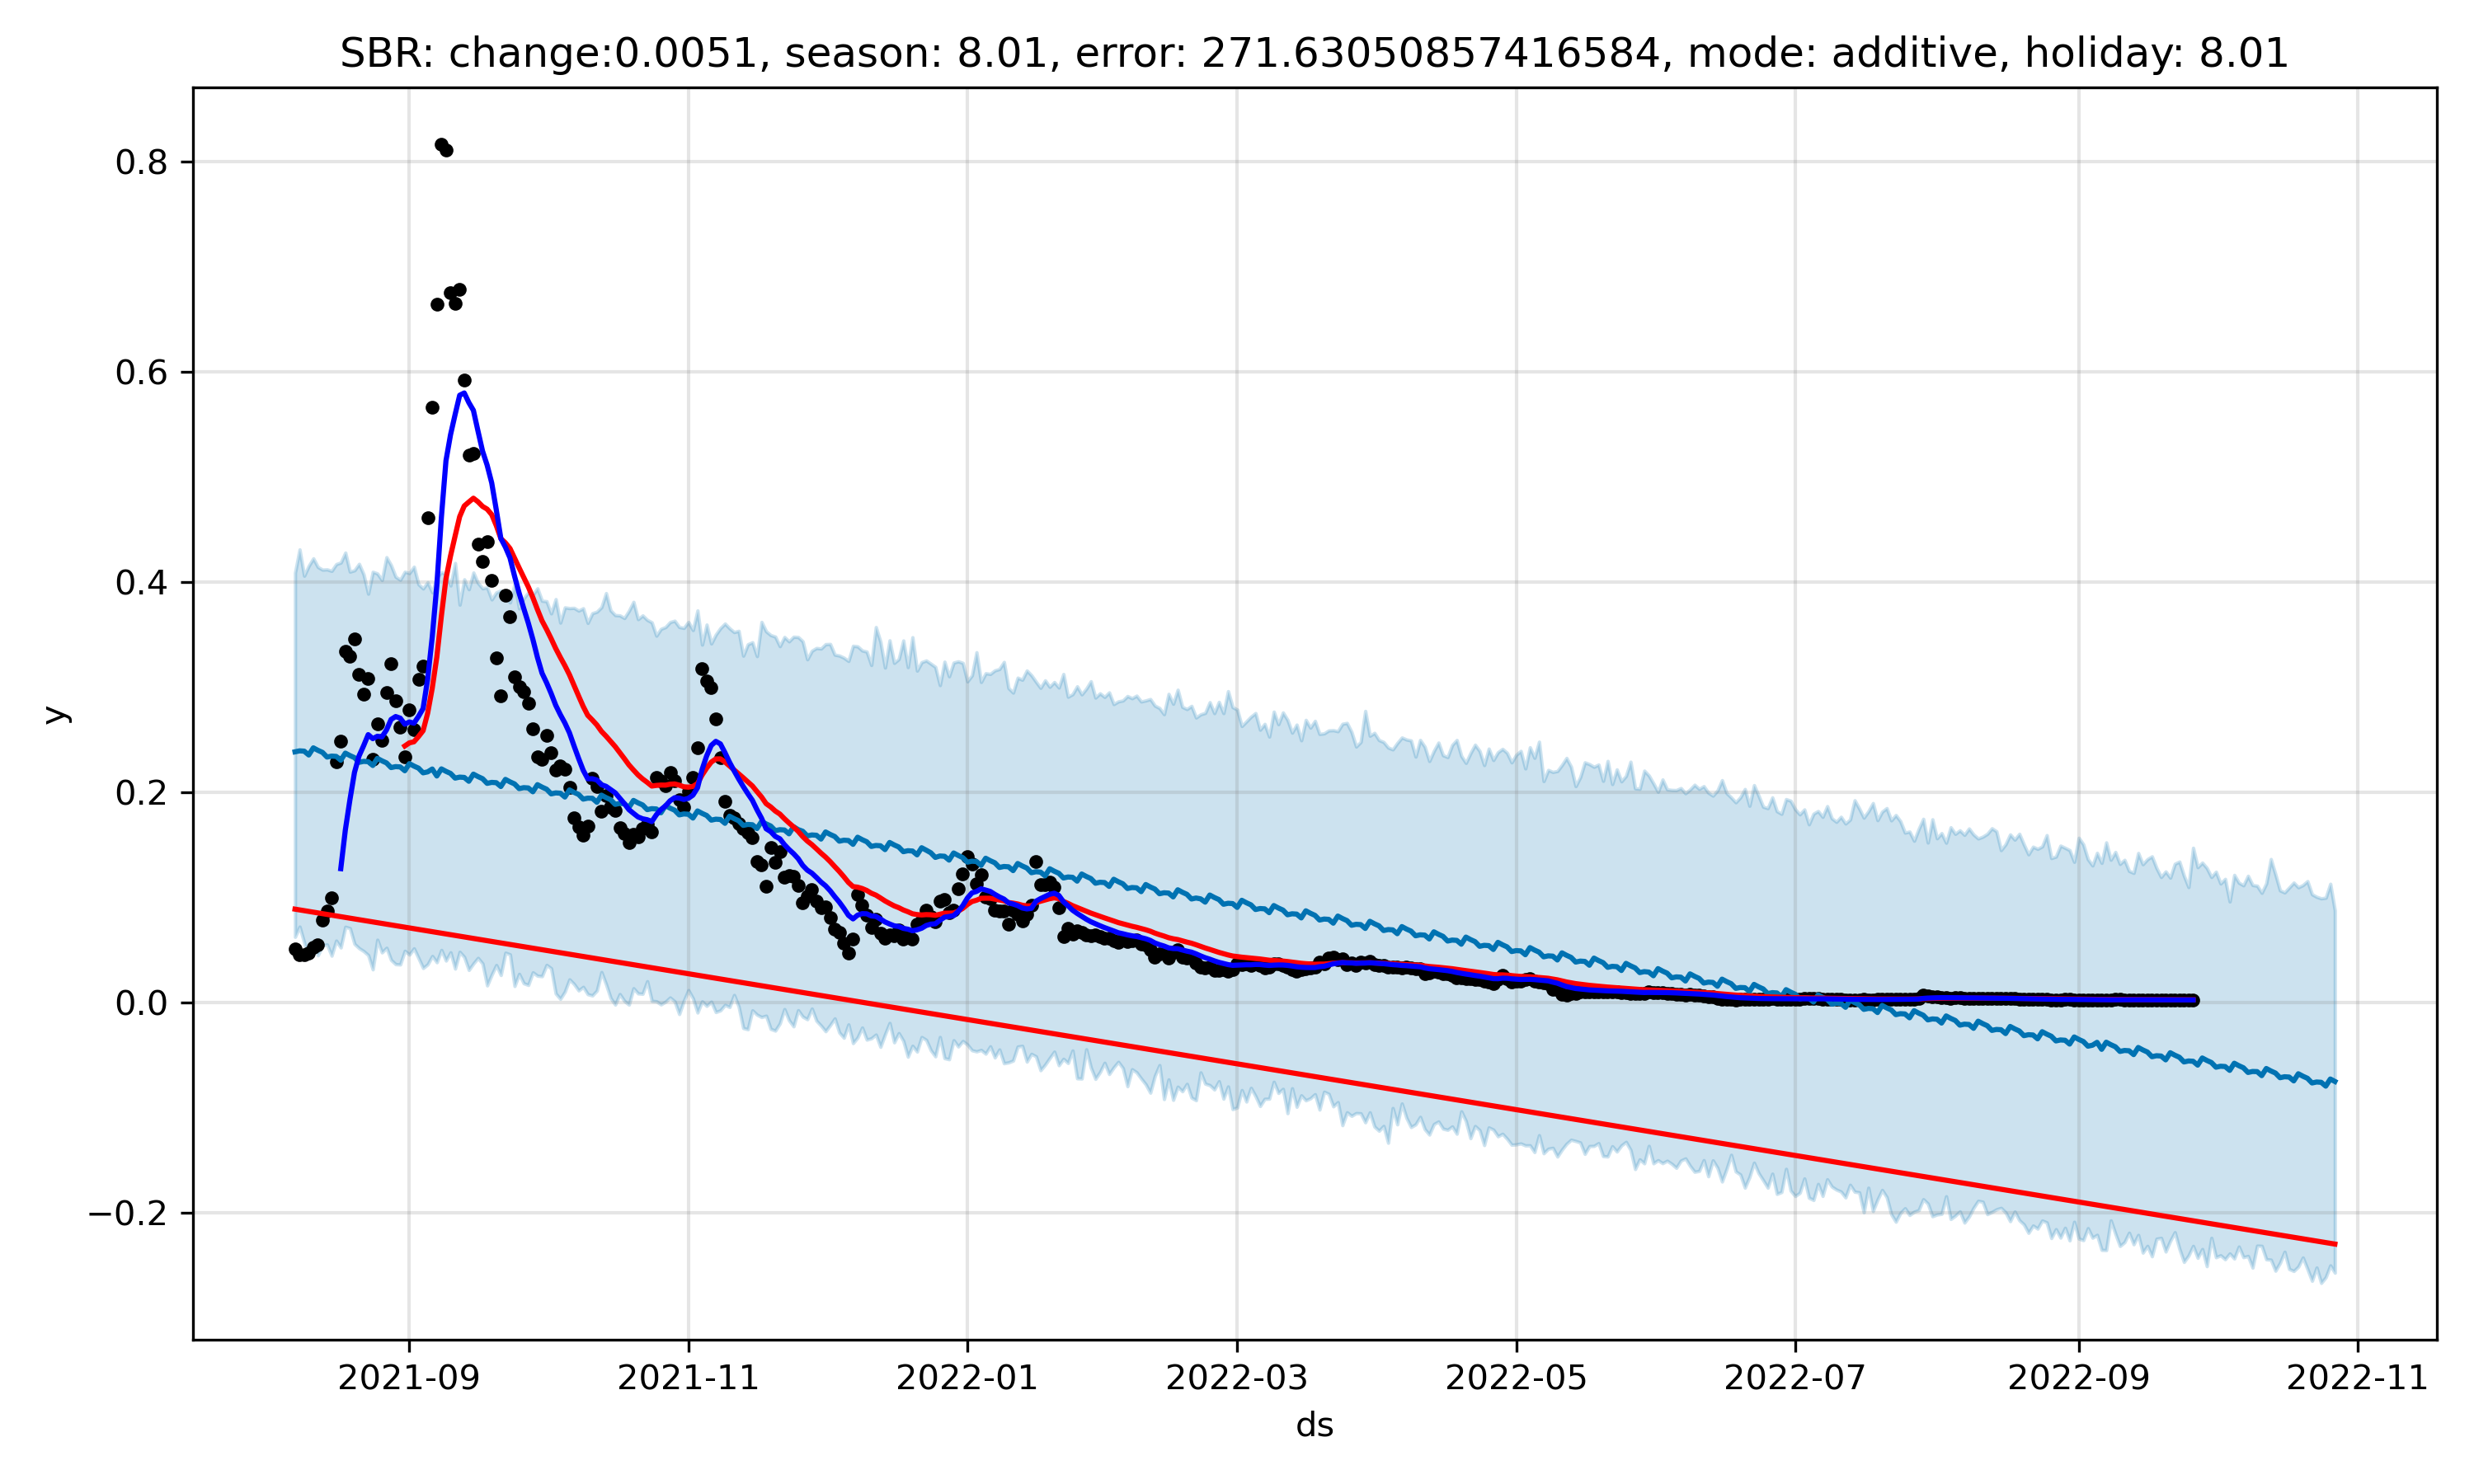 SBR: change:0.0051, season: 8.01, error: 271.63050857416584, mode: additive, holiday: 8.01
0.8
0.6
0.4
0.2
0.0
−0.2
y
2021-09 2021-11 2022-01 2022-03 2022-05 2022-07 2022-09 2022-11
ds